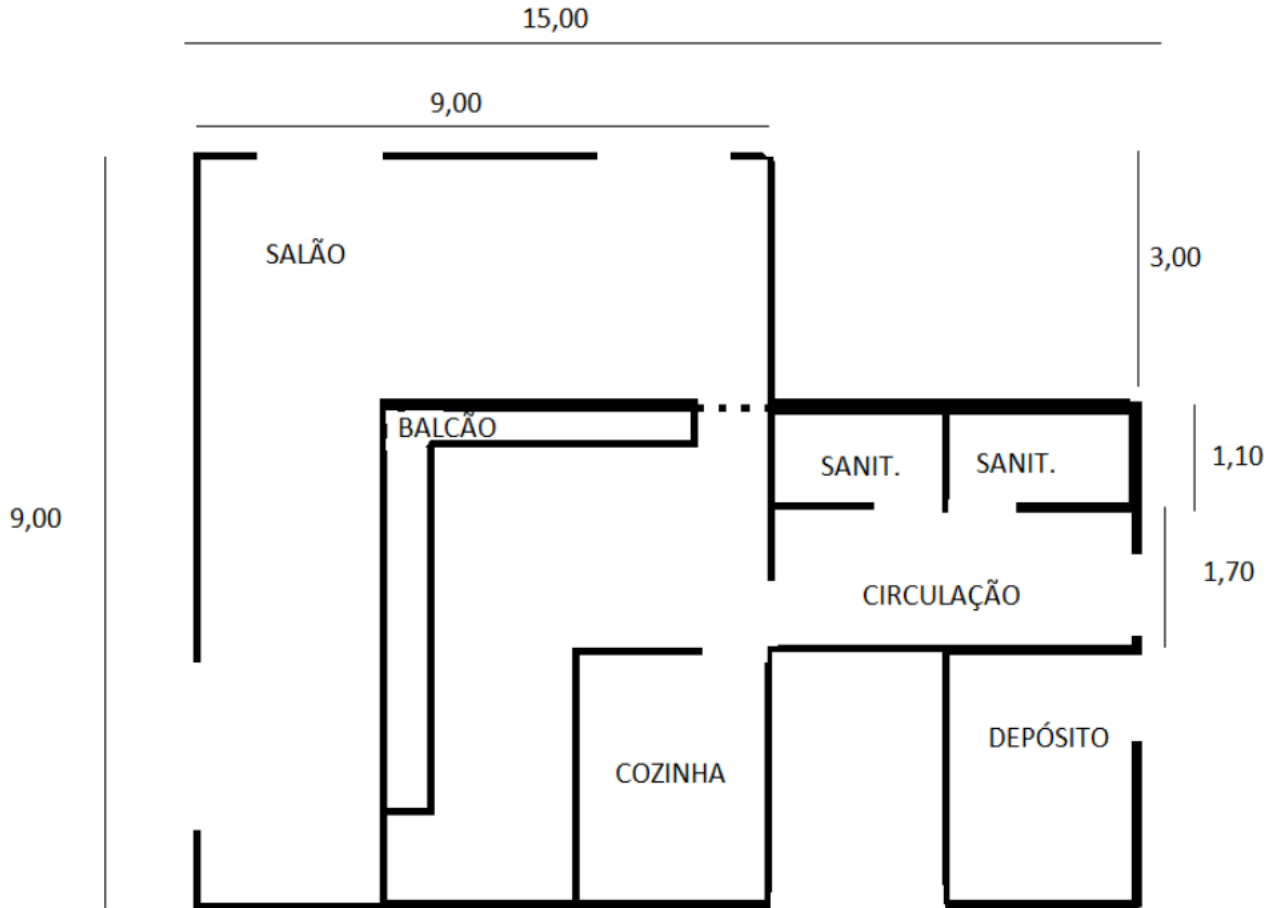 15,00
9,00
SALÃO
3,00
BALCÃO
SANIT.
SANIT.
1,10
9,00
CIRCULAÇÃO
1,70
DEPÓSITO
COZINHA